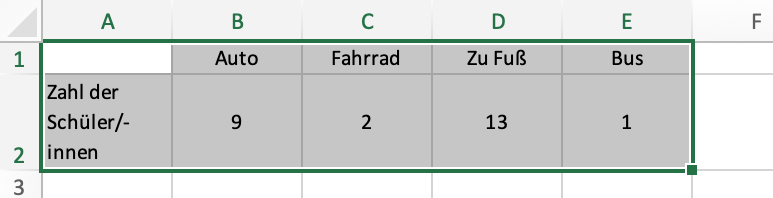 A B C D E F
1 Auto Fahrrad Zu Fuß Bus
Zahl der
Schüler/-
innen
2 9 2 13 1
3